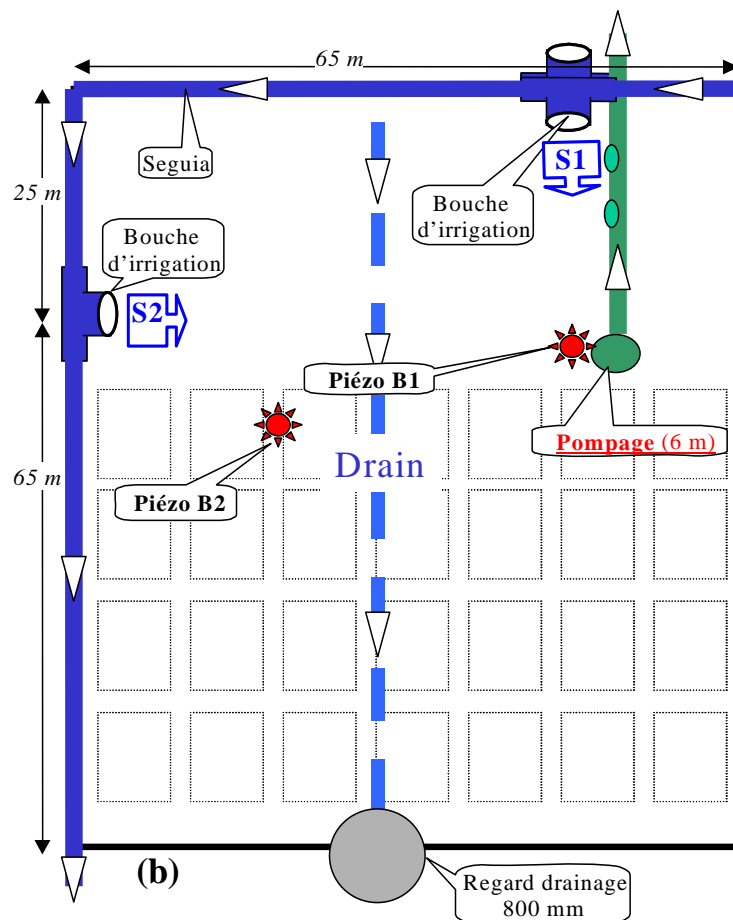 65 m
Seguia
S1
Bouche
d'irrigation
25 m
Bouche
d'irrigation
S2
Piézo B1
Pompage (6 m)
Drain
65 m
Piézo B2
(b)
Regard drainage
800 mm